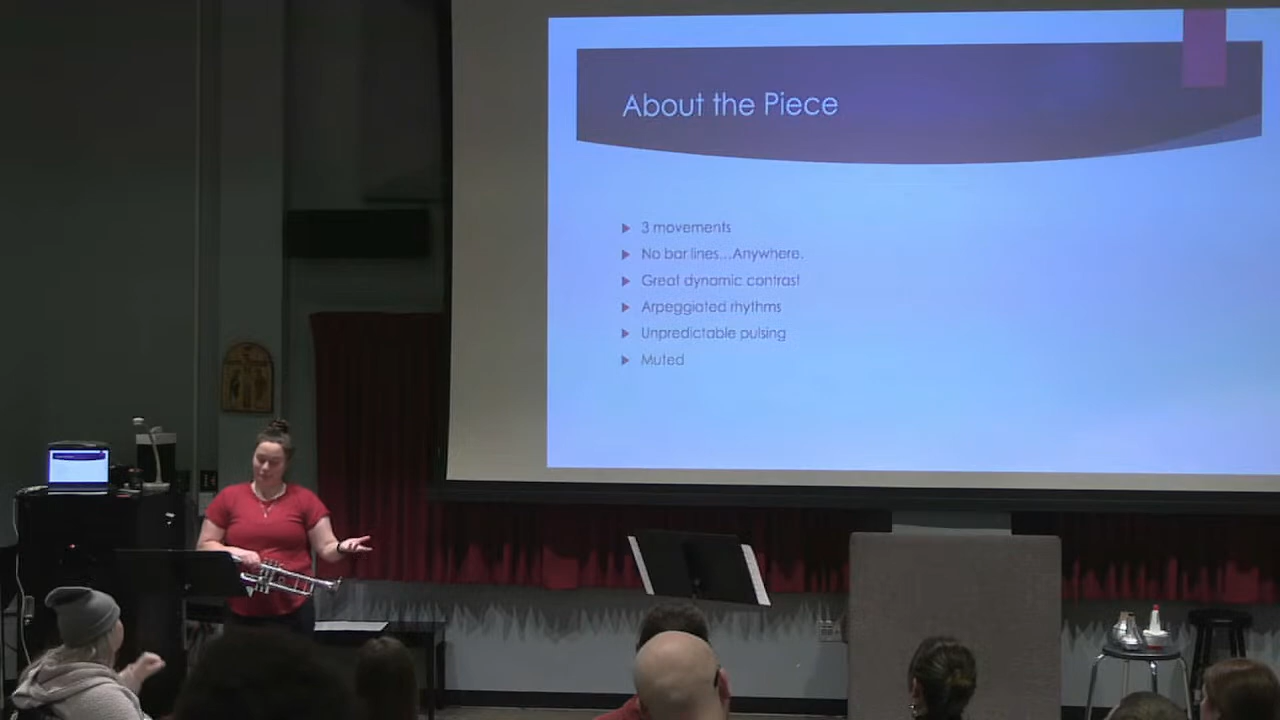 About the Piece
3 movements
No bar lines...Anywhere.
Great dynamic contrast
Arpeggiated rhythms
Unpredictable pulsing
Muted